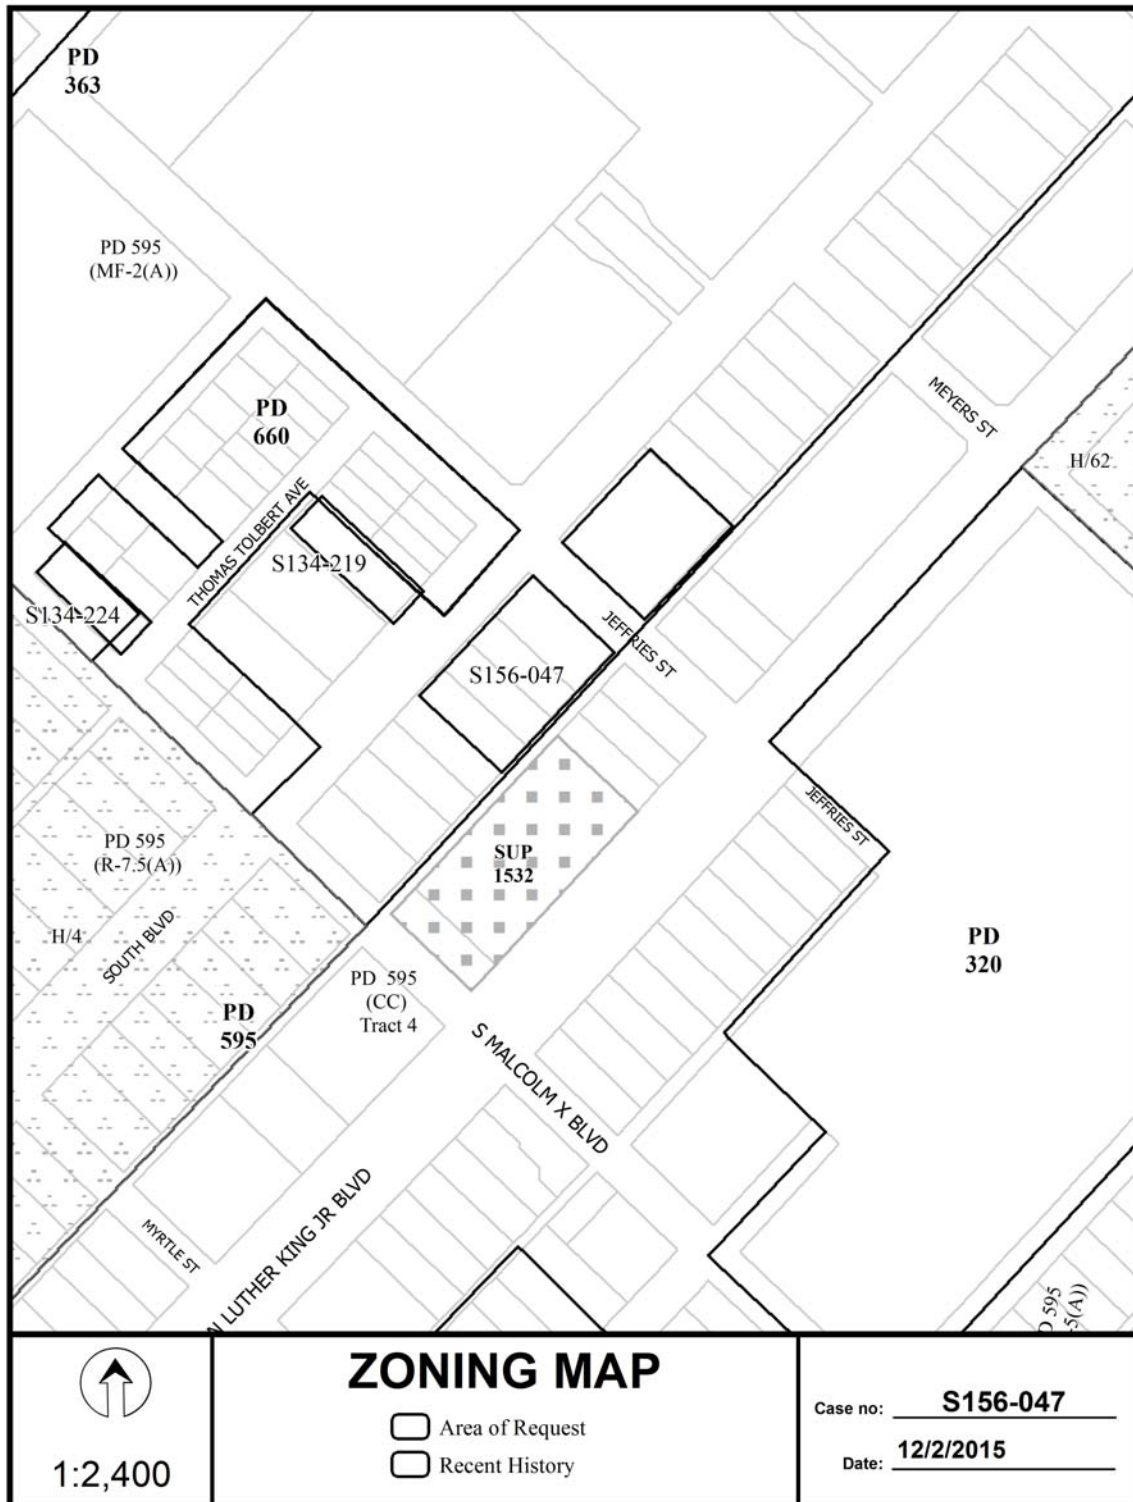 PD
363
PD 595
(MF-2(A))
PD
660
MEYERS ST
H/62
THOMAS TOLBERT AVE
S134-219
S134-224
JEFFRIES ST
S156-047
JEFFRIES ST
PD 595
(R-7.5(A))
SUP
1532
H/4
SOUTH BLVD
PD 595
(CC)
Tract 4
PD
320
PD
595
S MALCOLM X BLVD
MYRTLE ST
N LUTHER KING JR BLVD
D 595
5(A))
ZONING MAP
Area of Request
Recent History
1:2,400
Case no: S156-047
Date: 12/2/2015